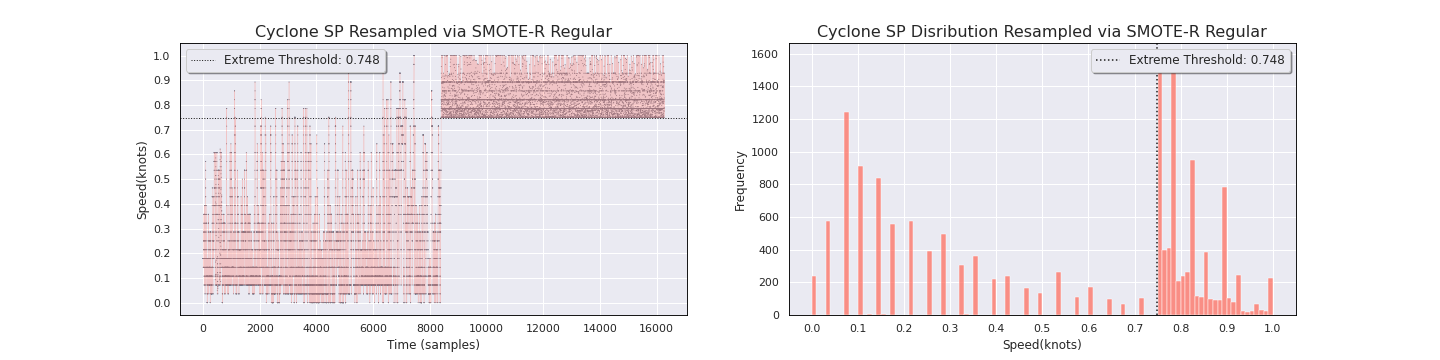 Cyclone SP Resampled via SMOTE-R Regular
Extreme Threshold: 0.748
1.0
0.9
0.8
0.7
0.6
0.5
0.4
0.3
0.2
0.1
0.0
Speed(knots)
0 2000 4000 6000 8000 10000 12000 14000 16000
Time (samples)
Cyclone SP Disribution Resampled via SMOTE-R Regular
Extreme Threshold: 0.748
1600
1400
1200
1000
800
600
400
200
0
Frequency
0.0 0.1 0.2 0.3 0.4 0.5 0.6 0.7 0.8 0.9 1.0
Speed(knots)